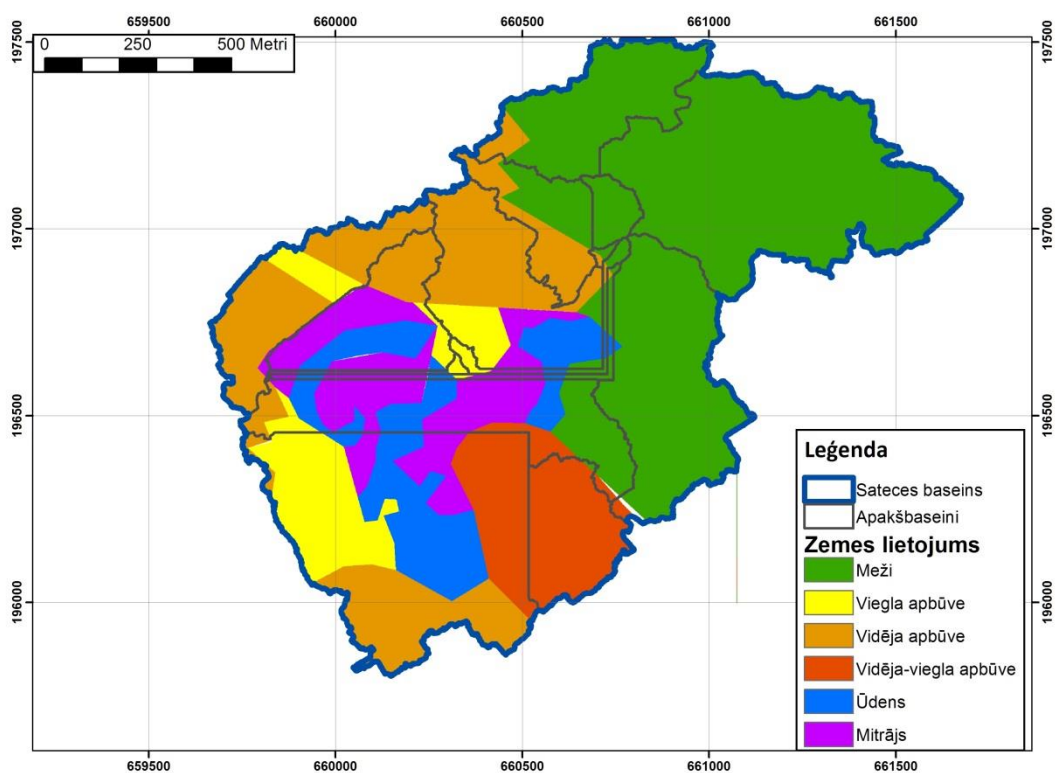 659500 660000 660500 661000 661500
0 250 500 Metri
197500 197500
197000 197000
196500 196500
196000 196000
Leģenda
Sateces baseins
Apakšbaseini
Zemes lietojums
Meži
Viegla apbūve
Vidēja apbūve
Vidēja-viegla apbūve
Ūdens
Mitrājs
659500 660000 660500 661000 661500